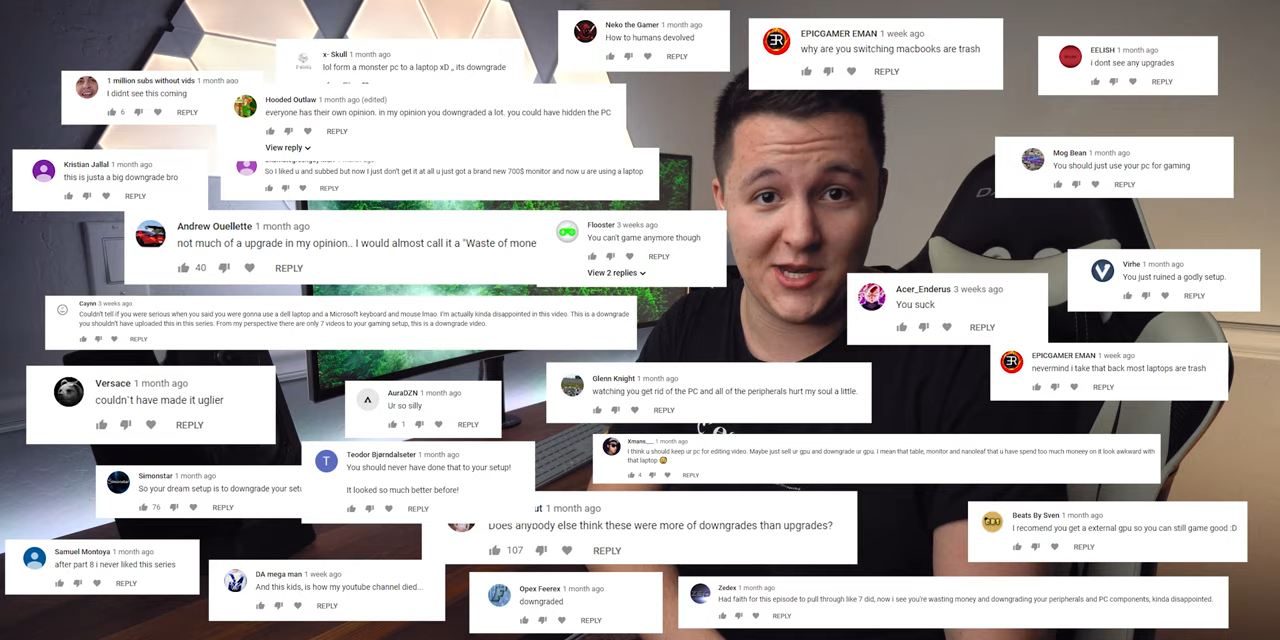 Neko the Gamer 1 month ago
How to humans devolved
REPLY
EPICGAMER EMAN 1 week ago
why are you switching macbooks are trash
REPLY
EELISH 1 month ago
i dont see any upgrades
REPLY
x- Skull 1 month ago
lol form a monster pc to a laptop xD ,, its downgrade
1 million subs without vids 1 month ago
I didnt see this coming
6 REPLY
Hooded Outlaw 1 month ago (edited)
everyone has their own opinion. in my opinion you downgraded a lot. you could have hidden the PC
REPLY
View reply
Kristian Jallal 1 month ago
this is justa a big downgrade bro
REPLY
1 month ago
So I liked u and subbed but now I just don't get it at all u just got a brand new 700$ monitor and now u are using a laptop
REPLY
Mog Bean 1 month ago
You should just use your pc for gaming
REPLY
Andrew Ouellette 1 month ago
not much of a upgrade in my opinion.. I would almost call it a "Waste of mone
40 REPLY
Flooster 3 weeks ago
You can't game anymore though
REPLY
View 2 replies
Virhe 1 month ago
You just ruined a godly setup.
REPLY
Acer_Enderus 3 weeks ago
You suck
REPLY
Caynn 3 weeks ago
Couldn't tell if you were serious when you said you were gonna use a dell laptop and a Microsoft keyboard and mouse lmao. I'm actually kinda disappointed in this video. This is a downgrade
you shouldn't have uploaded this in this series. From my perspective there are only 7 videos to your gaming setup, this is a downgrade video.
REPLY
EPICGAMER EMAN 1 week ago
nevermind i take that back most laptops are trash
REPLY
Versace 1 month ago
couldn`t have made it uglier
REPLY
AuraDZN 1 month ago
Ur so silly
1 REPLY
Glenn Knight 1 month ago
watching you get rid of the PC and all of the peripherals hurt my soul a little.
REPLY
Xmans__ 1 month ago
I think u should keep ur pc for editing video. Maybe just sell ur gpu and downgrade ur gpu. I mean that table, monitor and nanoleaf that u have spend too much moneey on it look awkward with
that laptop 😥
4 REPLY
Teodor Bjørndalseter 1 month ago
You should never have done that to your setup!
It looked so much better before!
REPLY
Simonstar 1 month ago
So your dream setup is to downgrade your setu
76 REPLY
ut 1 month ago
Does anybody else think these were more of downgrades than upgrades?
107 REPLY
Beats By Sven 1 month ago
I recomend you get a external gpu so you can still game good :D
REPLY
Samuel Montoya 1 month ago
after part 8 i never liked this series
REPLY
DA mega man 1 week ago
And this kids, is how my youtube channel died...
REPLY
Opex Feerex 1 month ago
downgraded
REPLY
Zedex 1 month ago
Had faith for this episode to pull through like 7 did, now i see you're wasting money and downgrading your peripherals and PC components, kinda disappointed.
REPLY